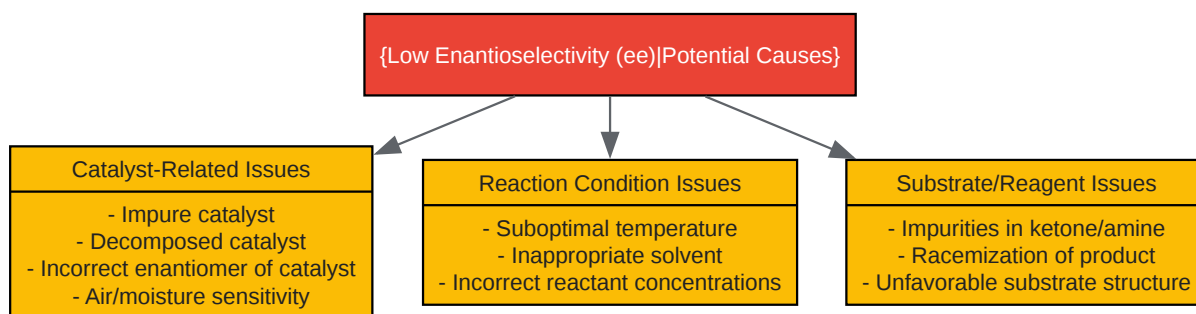 {Low Enantioselectivity (ee)|Potential Causes}
Catalyst-Related Issues
- Impure catalyst
- Decomposed catalyst
- Incorrect enantiomer of catalyst
- Air/moisture sensitivity
Reaction Condition Issues
- Suboptimal temperature
- Inappropriate solvent
- Incorrect reactant concentrations
Substrate/Reagent Issues
- Impurities in ketone/amine
- Racemization of product
- Unfavorable substrate structure